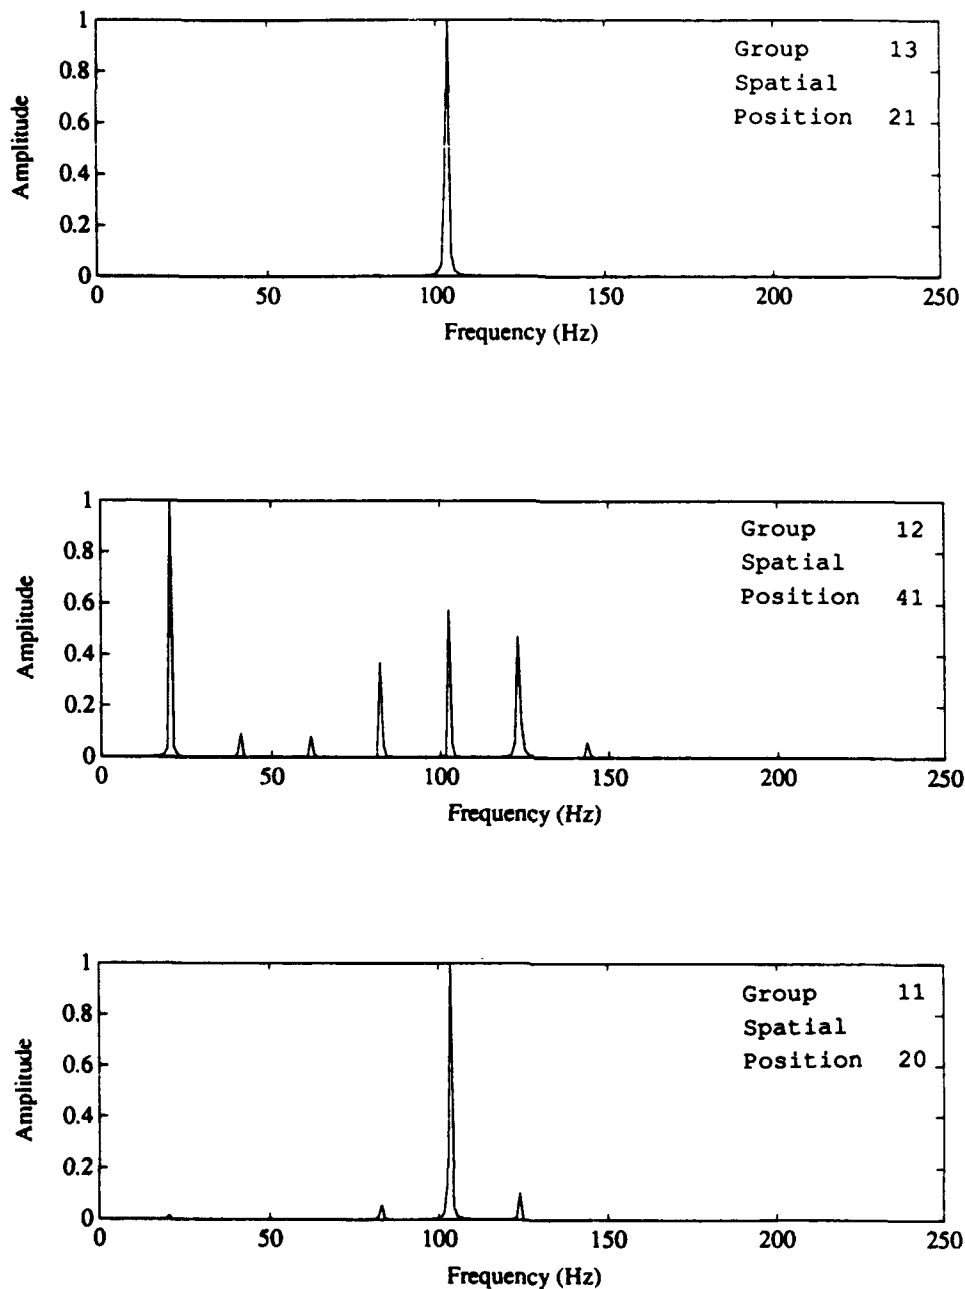 1
0.8
0.6
0.4
0.2
0
Amplitude
Group 13
Spatial
Position 21
0 50 100 150 200 250
Frequency (Hz)
1
0.8
0.6
0.4
0.2
0
Amplitude
Group 12
Spatial
Position 41
0 50 100 150 200 250
Frequency (Hz)
1
0.8
0.6
0.4
0.2
0
Amplitude
Group 11
Spatial
Position 20
0 50 100 150 200 250
Frequency (Hz)